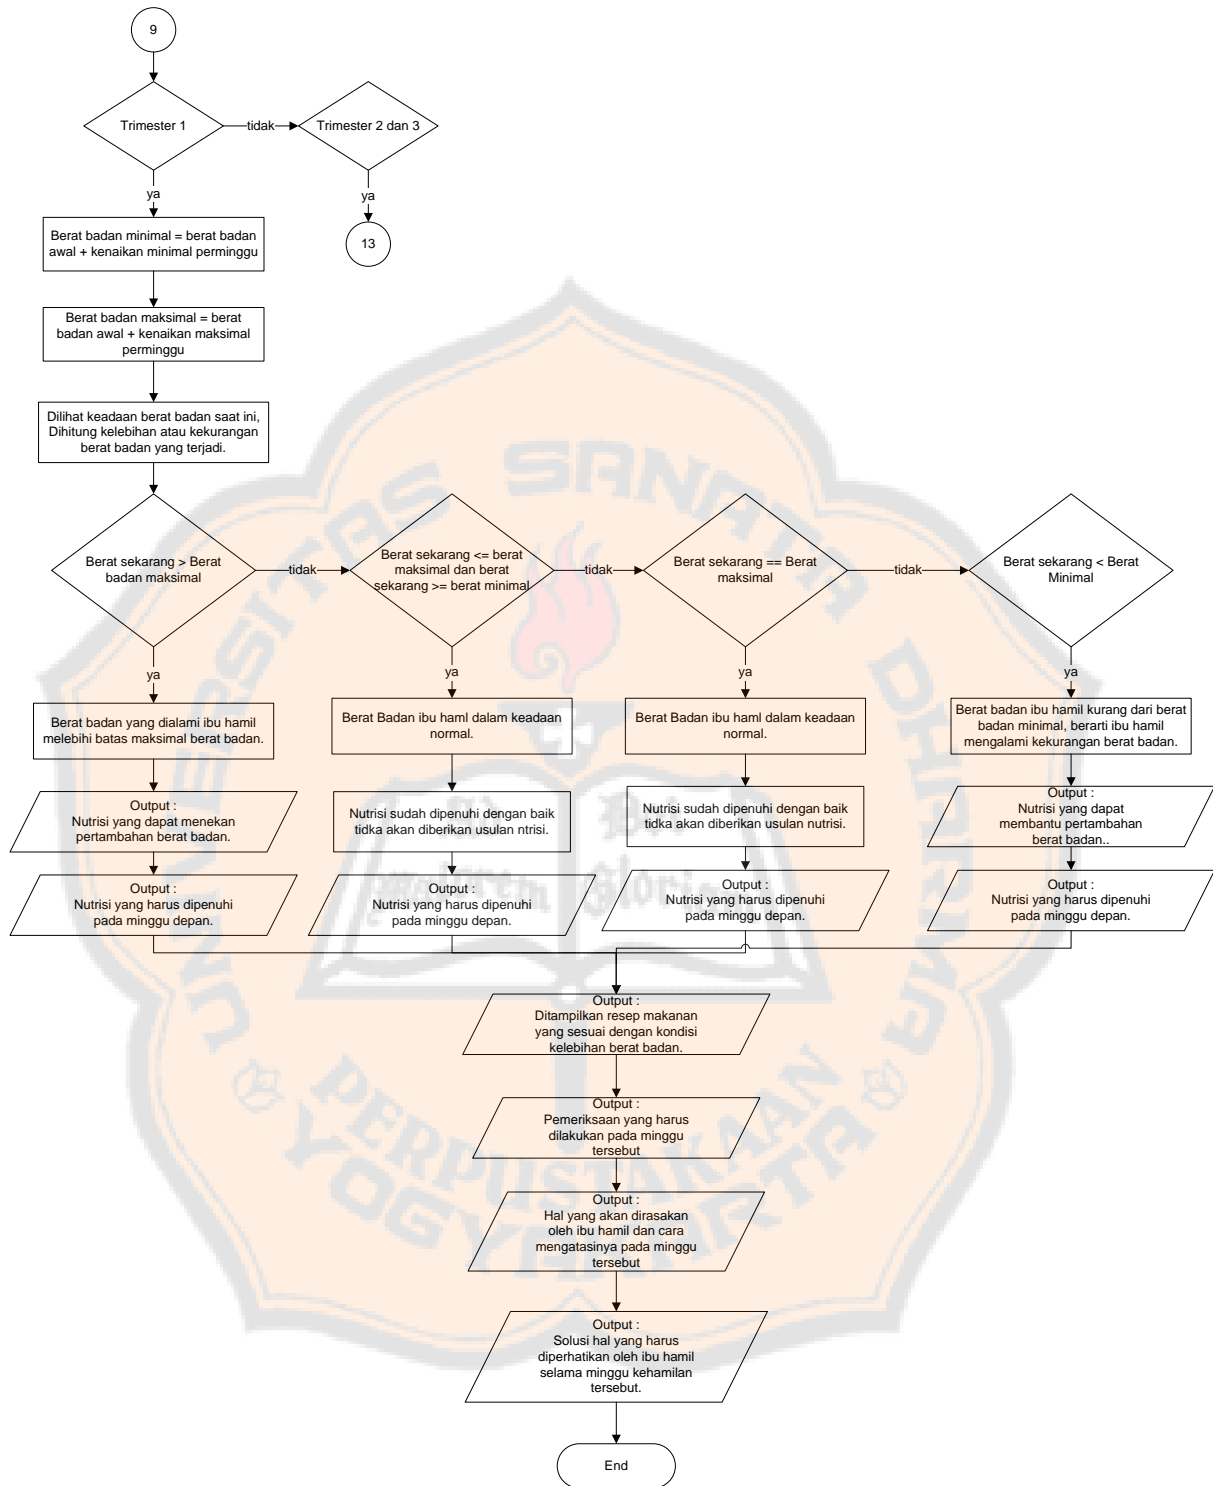 9
Trimester 1
tidak
Trimester 2 dan 3
ya
ya
Berat badan minimal = berat badan
awal + kenaikan minimal perminggu
13
Berat badan maksimal = berat
badan awal + kenaikan maksimal
perminggu
Dilihat keadaan berat badan saat ini,
Dihitung kelebihan atau kekurangan
berat badan yang terjadi.
Berat sekarang > Berat
badan maksimal
tidak
Berat sekarang <= berat
maksimal dan berat
sekarang >= berat minimal
tidak
Berat sekarang == Berat
maksimal
tidak
Berat sekarang < Berat
Minimal
ya
ya
ya
ya
Berat badan yang dialami ibu hamil
melebihi batas maksimal berat badan.
Berat Badan ibu haml dalam keadaan
normal.
Berat Badan ibu haml dalam keadaan
normal.
Berat badan ibu hamil kurang dari berat
badan minimal, berarti ibu hamil
mengalami kekurangan berat badan.
Output :
Nutrisi yang dapat menekan
pertambahan berat badan.
Nutrisi sudah dipenuhi dengan baik
tidka akan diberikan usulan ntrisi.
Nutrisi sudah dipenuhi dengan baik
tidka akan diberikan usulan nutrisi.
Output :
Nutrisi yang dapat
membantu pertambahan
berat badan..
Output :
Nutrisi yang harus dipenuhi
pada minggu depan.
Output :
Nutrisi yang harus dipenuhi
pada minggu depan.
Output :
Nutrisi yang harus dipenuhi
pada minggu depan.
Output :
Nutrisi yang harus dipenuhi
pada minggu depan.
Output :
Ditampilkan resep makanan
yang sesuai dengan kondisi
kelebihan berat badan.
Output :
Pemeriksaan yang harus
dilakukan pada minggu
tersebut
Output :
Hal yang akan dirasakan
oleh ibu hamil dan cara
mengatasinya pada minggu
tersebut
Output :
Solusi hal yang harus
diperhatikan oleh ibu hamil
selama minggu kehamilan
tersebut.
End
UNIVERSITAS SANATA DHARMA
Ad Dei
Maiorem Gloriam
PERPUSTAKAAN
YOGYAKARTA